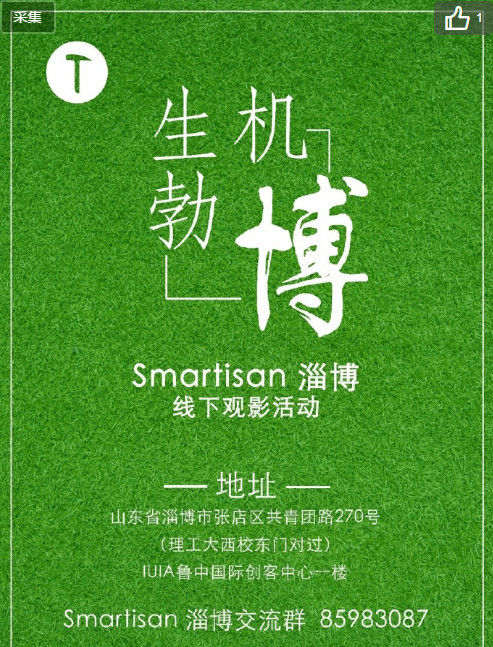 采集
1
T
生机
勃博
Smartisan 淄博
线下观影活动
地址
山东省淄博市张店区共青团路270号
（理工大西校东门对过）
IUIA鲁中国际创客中心一楼
Smartisan 淄博交流群 85983087